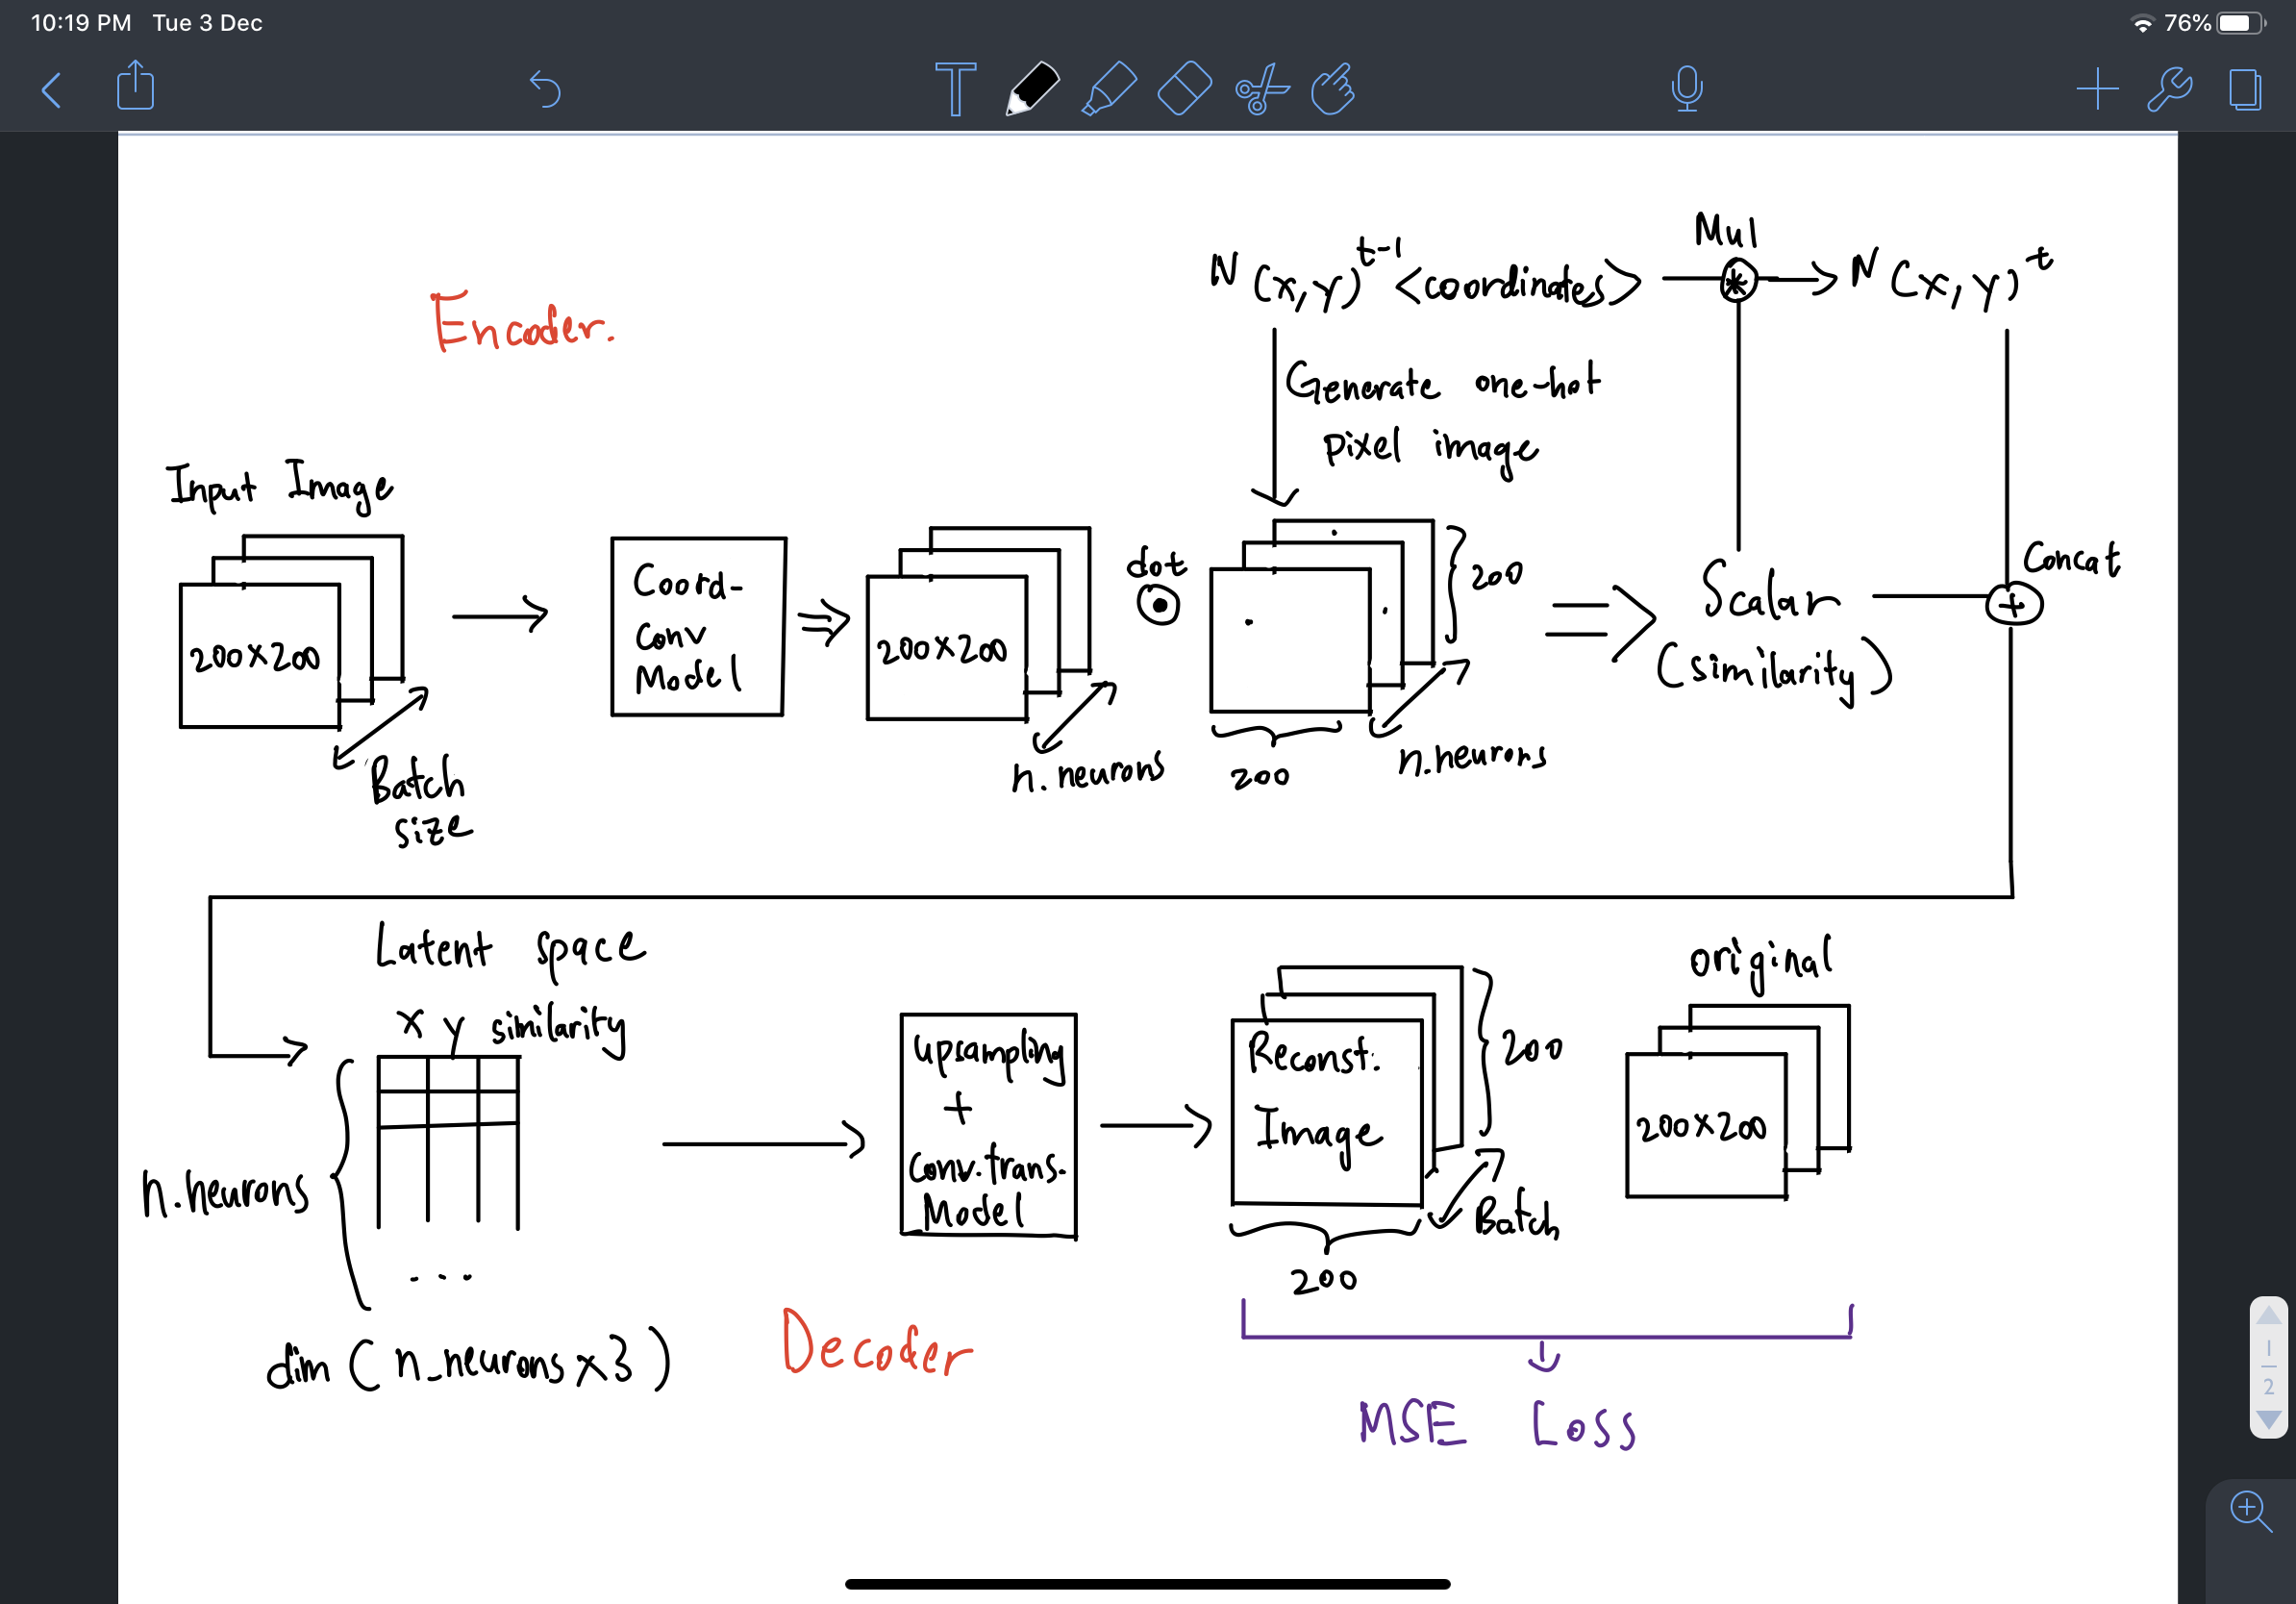 10:19 PM Tue 3 Dec
76%
T
Encoder.
N(x,y)^t-1 <coordinates>
Mul
*
N(x,y)^t
Generate one-hot
pixel image
Input Image
200x200
Batch
size
Coord-
Conv
Model
200x200
n.neurons
dot
200
200
n.neurons
Scalar
(similarity)
Concat
+
Latent space
x y similarity
n.neurons
...
dim(n_neurons x3)
Upsampling
+
Conv.trans.
Model
Decoder
Reconst.
Image
200
Batch
200
original
200x200
MSE Loss
1
2